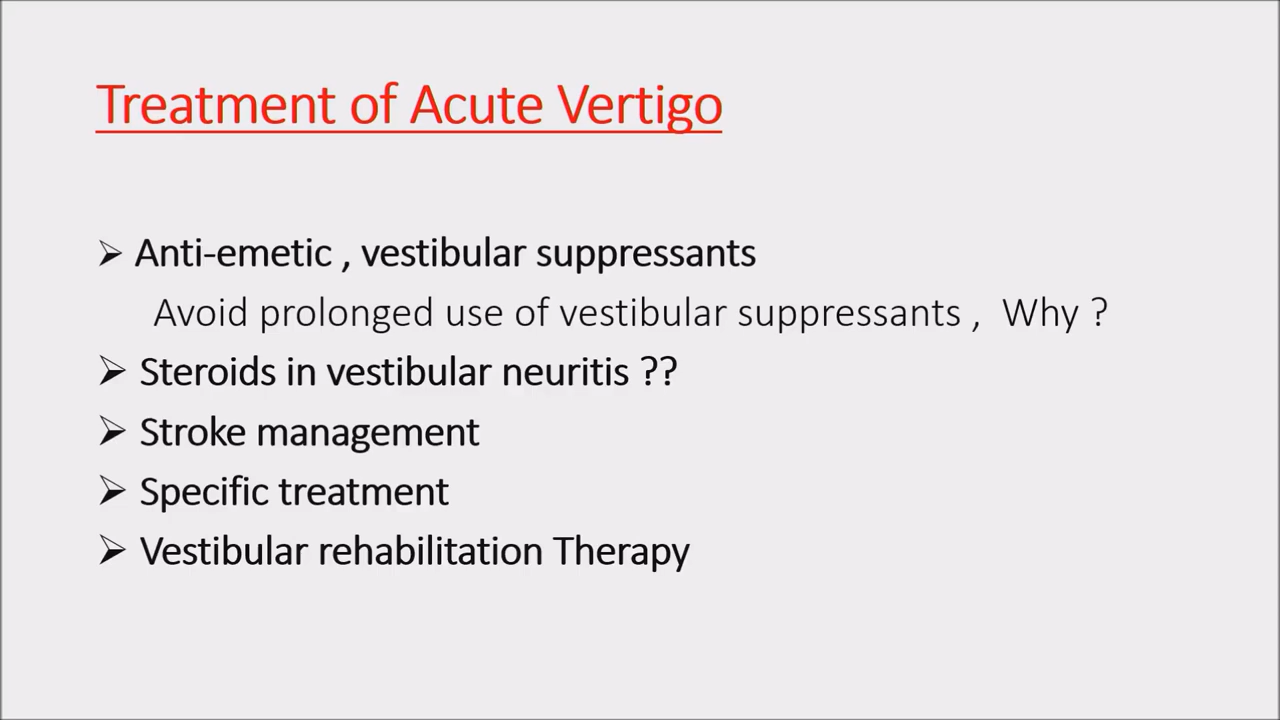 Treatment of Acute Vertigo
➢ Anti-emetic , vestibular suppressants
Avoid prolonged use of vestibular suppressants , Why ?
➢ Steroids in vestibular neuritis ??
➢ Stroke management
➢ Specific treatment
➢ Vestibular rehabilitation Therapy